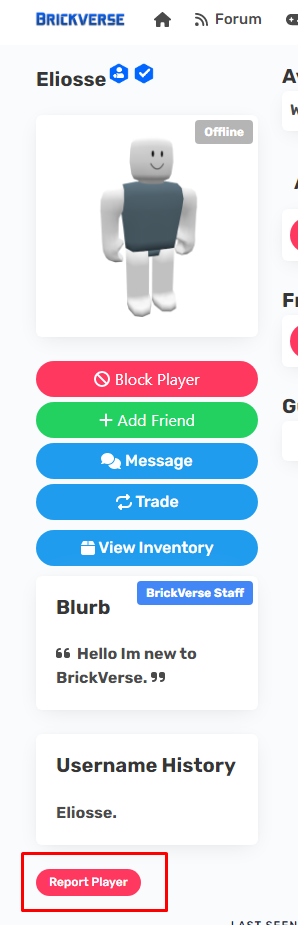 BRICKVERSE
Forum
Eliosse
Offline
Block Player
Add Friend
Message
Trade
View Inventory
BrickVerse Staff
Blurb
❝ Hello Im new to
BrickVerse. ❞
Username History
Eliosse.
Report Player
LAST SEEN